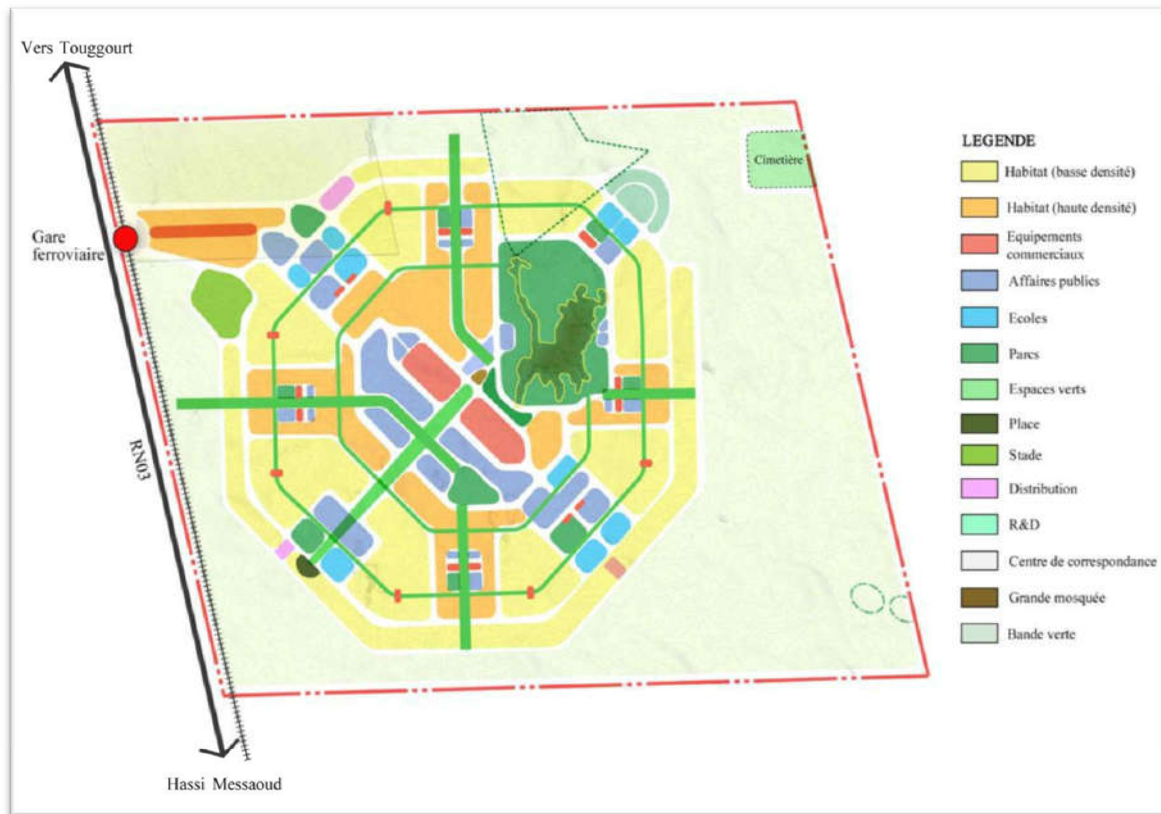 Vers Touggourt
Cimetière
Gare
ferroviaire
RN03
Hassi Messaoud
LEGENDE
Habitat (basse densité)
Habitat (haute densité)
Equipements
commerciaux
Affaires publics
Ecoles
Parcs
Espaces verts
Place
Stade
Distribution
R&D
Centre de correspondance
Grande mosquée
Bande verte